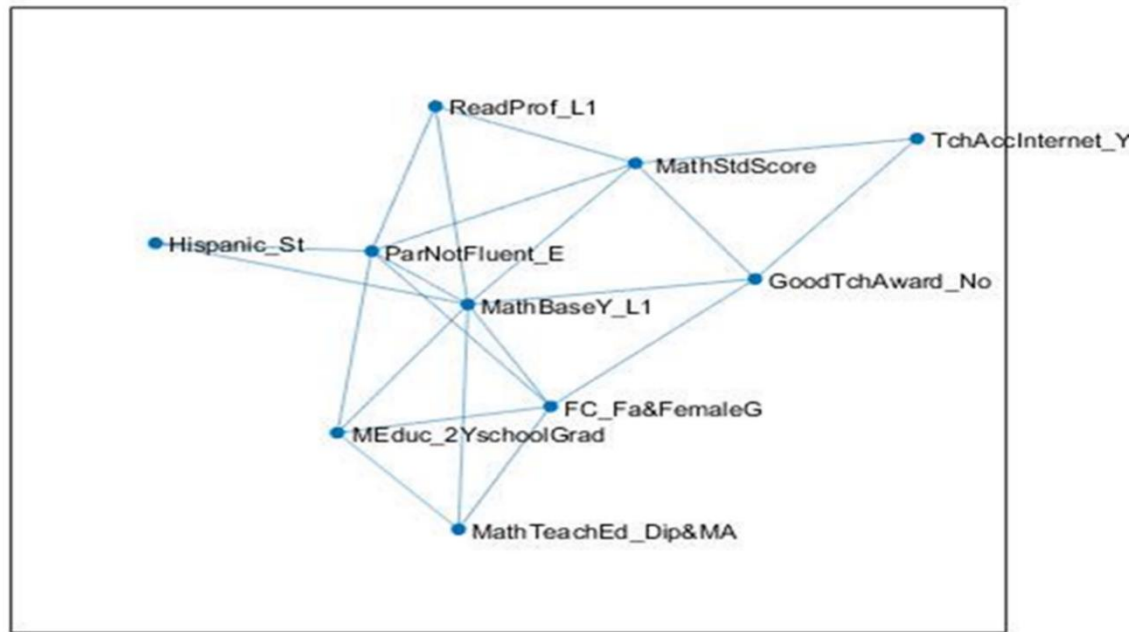 ReadProf_L1
TchAccInternet_Y
MathStdScore
Hispanic_St
ParNotFluent_E
GoodTchAward_No
MathBaseY_L1
FC_Fa&FemaleG
MEduc_2YschoolGrad
MathTeachEd_Dip&MA